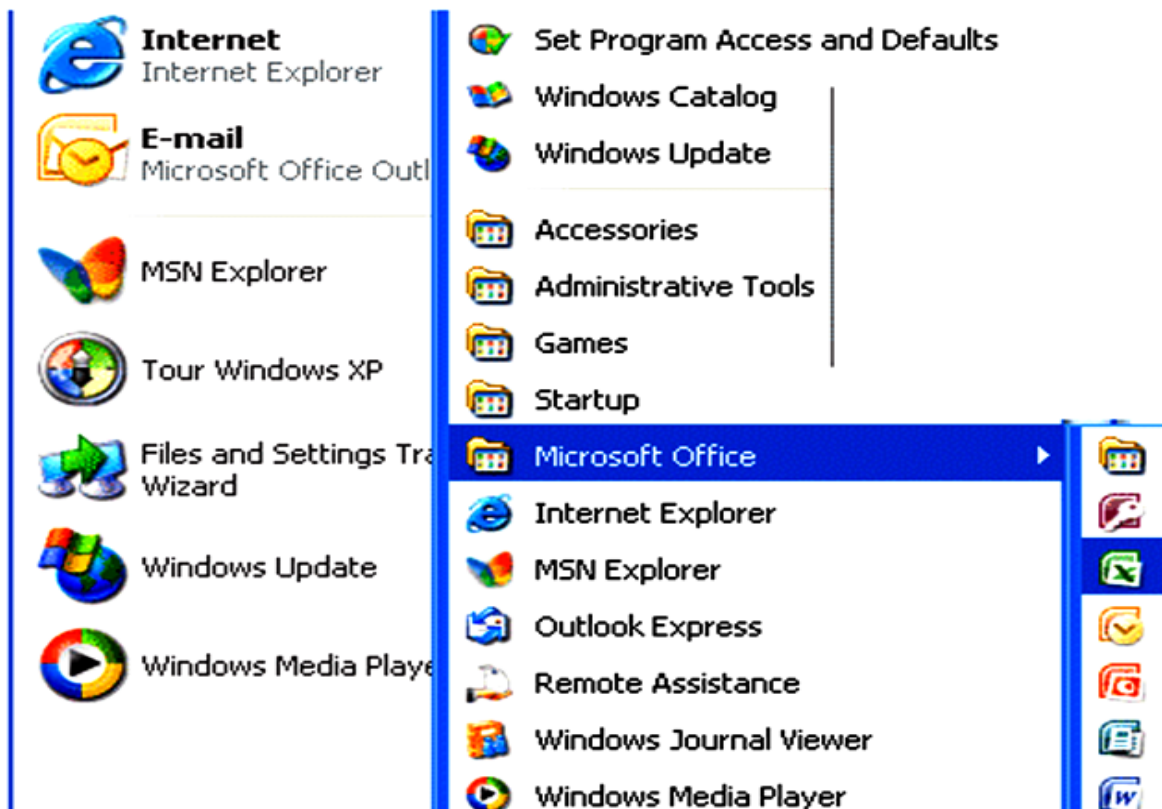 Internet
Internet Explorer
E-mail
Microsoft Office Outl
MSN Explorer
Tour Windows XP
Files and Settings Tra
Wizard
Windows Update
Windows Media Playe
Set Program Access and Defaults
Windows Catalog
Windows Update
Accessories
Administrative Tools
Games
Startup
Microsoft Office
Internet Explorer
MSN Explorer
Outlook Express
Remote Assistance
Windows Journal Viewer
Windows Media Player